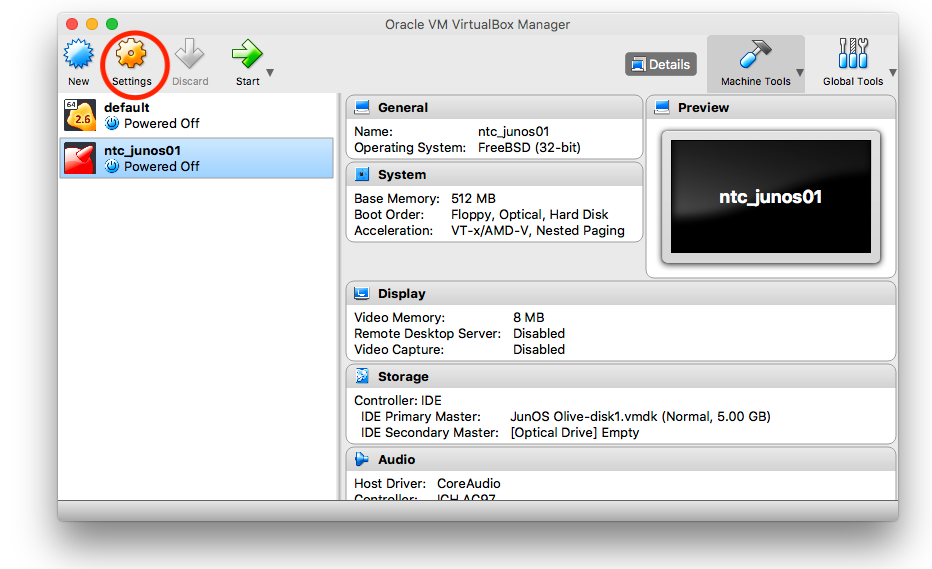 Oracle VM VirtualBox Manager
New
Settings
Discard
Start
Details
Machine Tools
Global Tools
64
2.6
default
Powered Off
ntc_junos01
Powered Off
General
Name: ntc_junos01
Operating System: FreeBSD (32-bit)
System
Base Memory: 512 MB
Boot Order: Floppy, Optical, Hard Disk
Acceleration: VT-x/AMD-V, Nested Paging
Preview
ntc_junos01
Display
Video Memory: 8 MB
Remote Desktop Server: Disabled
Video Capture: Disabled
Storage
Controller: IDE
IDE Primary Master: JunOS Olive-disk1.vmdk (Normal, 5.00 GB)
IDE Secondary Master: [Optical Drive] Empty
Audio
Host Driver: CoreAudio
Controller: ICH AC97